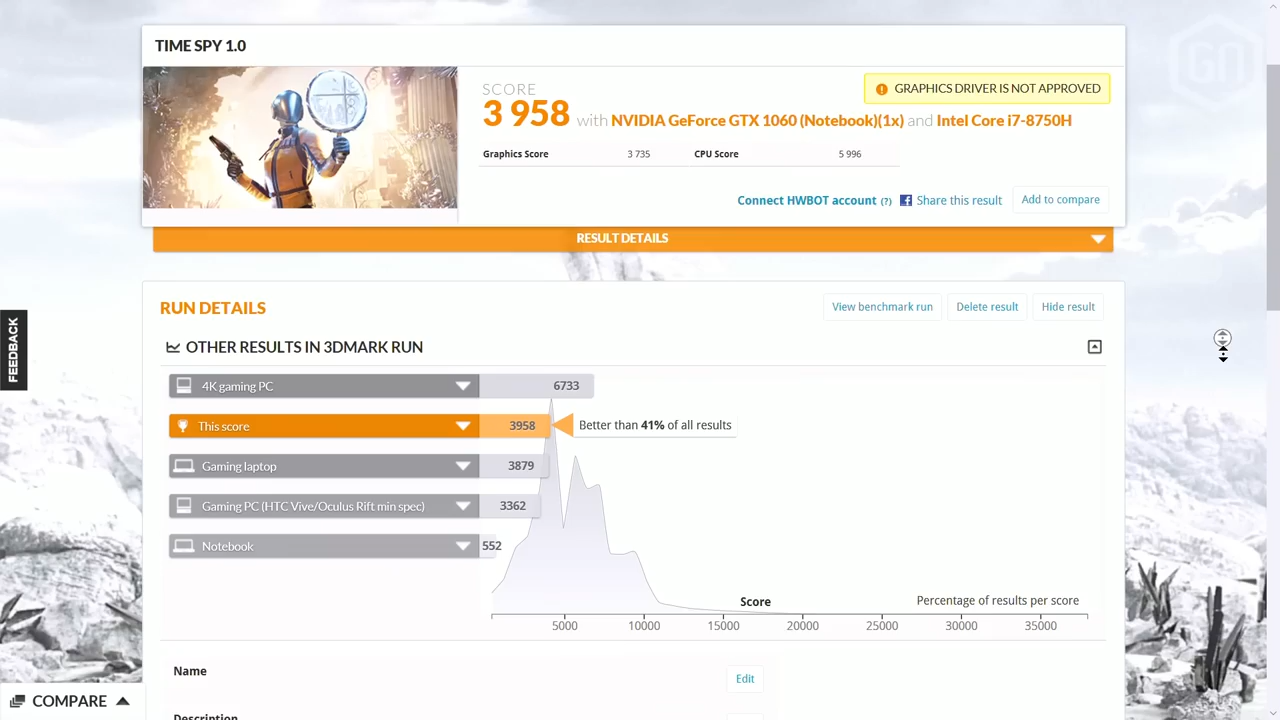 GN
TIME SPY 1.0
SCORE
3 958 with NVIDIA GeForce GTX 1060 (Notebook)(1x) and Intel Core i7-8750H
GRAPHICS DRIVER IS NOT APPROVED
Graphics Score 3 735 CPU Score 5 996
Connect HWBOT account (?) Share this result Add to compare
RESULT DETAILS
RUN DETAILS
View benchmark run Delete result Hide result
FEEDBACK
OTHER RESULTS IN 3DMARK RUN
4K gaming PC 6733
This score 3958 Better than 41% of all results
Gaming laptop 3879
Gaming PC (HTC Vive/Oculus Rift min spec) 3362
Notebook 552
Score Percentage of results per score
5000 10000 15000 20000 25000 30000 35000
Name Edit
COMPARE
Description